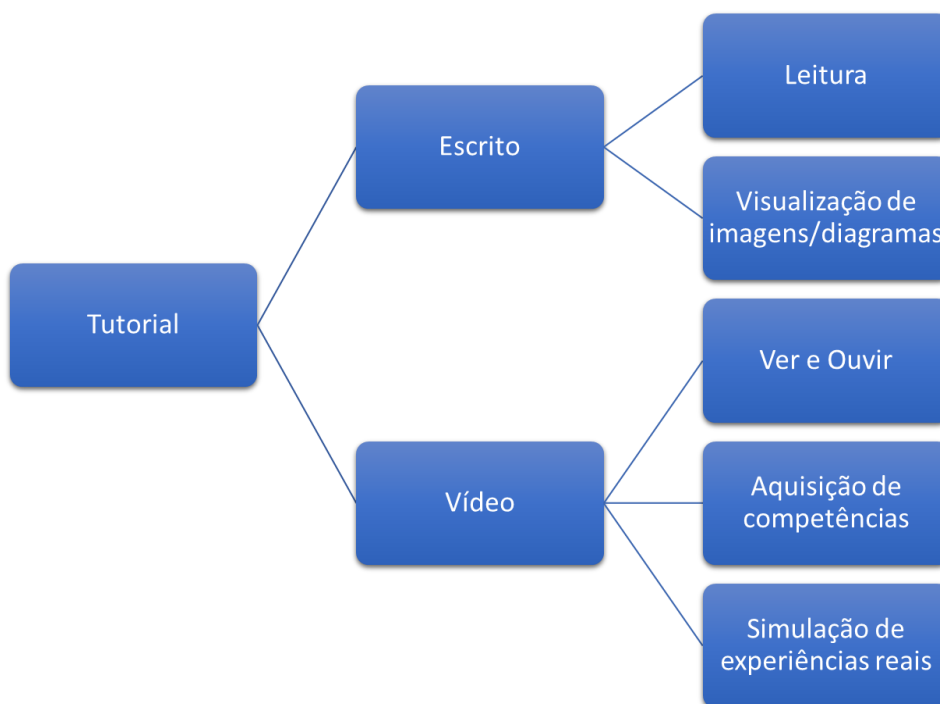 Tutorial
Escrito
Leitura
Visualização de
imagens/diagramas
Vídeo
Ver e Ouvir
Aquisição de
competências
Simulação de
experiências reais